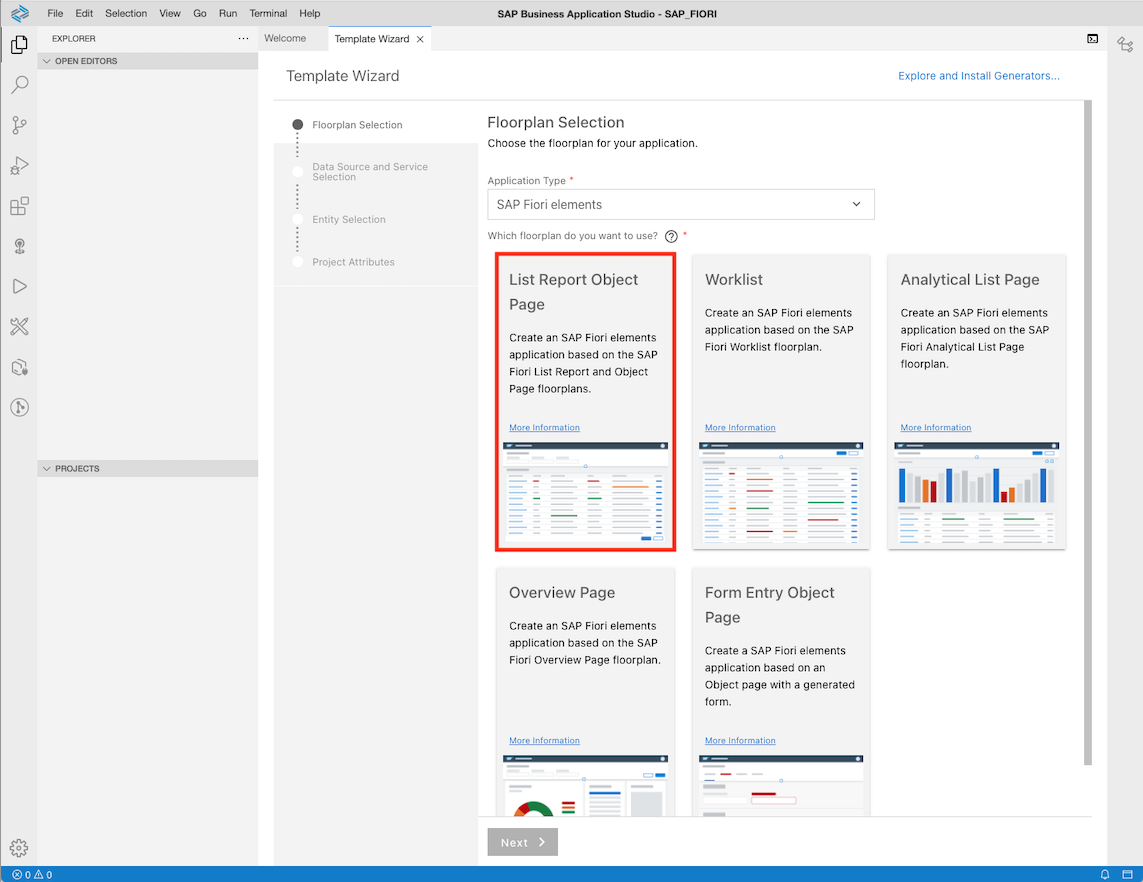 File Edit Selection View Go Run Terminal Help
SAP Business Application Studio - SAP_FIORI
EXPLORER
Welcome
Template Wizard
OPEN EDITORS
PROJECTS
Template Wizard
Explore and Install Generators...
Floorplan Selection
Data Source and Service
Selection
Entity Selection
Project Attributes
Floorplan Selection
Choose the floorplan for your application.
Application Type *
SAP Fiori elements
Which floorplan do you want to use? ? *
List Report Object
Page
Create an SAP Fiori elements
application based on the SAP
Fiori List Report and Object
Page floorplans.
More Information
Worklist
Create an SAP Fiori elements
application based on the SAP
Fiori Worklist floorplan.
More Information
Analytical List Page
Create an SAP Fiori elements
application based on the SAP
Fiori Analytical List Page
floorplan.
More Information
Overview Page
Create an SAP Fiori elements
application based on the SAP
Fiori Overview Page floorplan.
More Information
Form Entry Object
Page
Create a SAP Fiori elements
application based on an
Object page with a generated
form.
More Information
Next
0 0